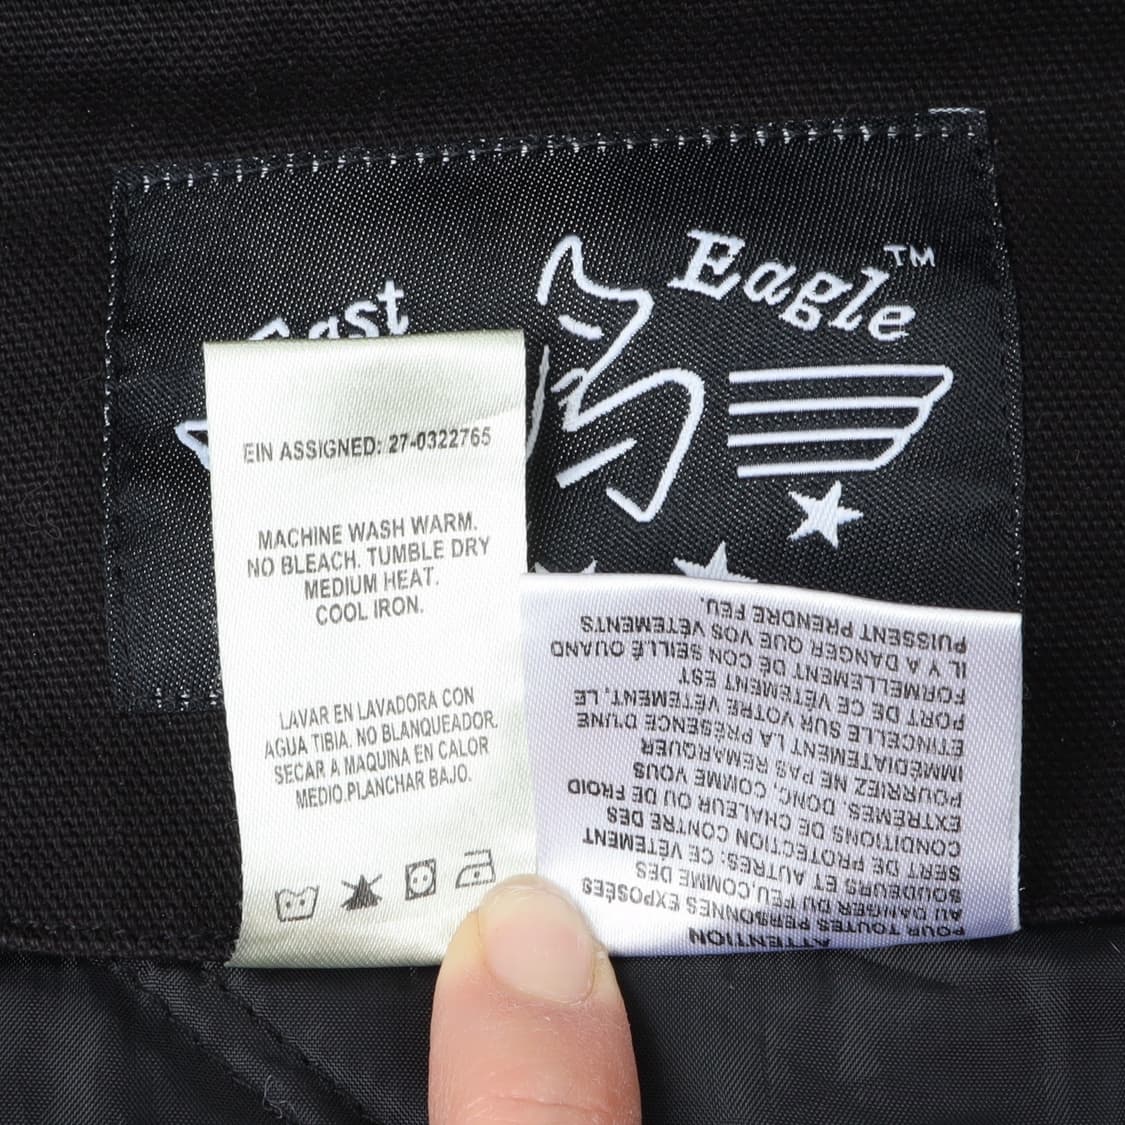 Eagle™
EIN ASSIGNED: 27-0322765
MACHINE WASH WARM.
NO BLEACH. TUMBLE DRY
MEDIUM HEAT.
COOL IRON.
LAVAR EN LAVADORA CON
AGUA TIBIA. NO BLANQUEADOR.
SECAR A MAQUINA EN CALOR
MEDIO.PLANCHAR BAJO.
ATTENTION
POUR TOUTES PERSONNES EXPOSÉES
AU DANGER DU FEU.COMME DES
SOUDEURS ET AUTRES: CE VÊTEMENT
SERT DE PROTECTION CONTRE DES
CONDITIONS DE CHALEUR OU DE FROID
EXTREMES, DONC, COMME VOUS
POURRIEZ NE PAS REMARQUER
IMMÉDIATEMENT LA PRÉSENCE D'UNE
ETINCELLE SUR VOTRE VÊTEMENT, LE
PORT DE CE VÊTEMENT EST
FORMELLEMENT DE CON SEILLÉ QUAND
IL Y A DANGER QUE VOS VÊTEMENTS
PUISSENT PRENDRE FEU.